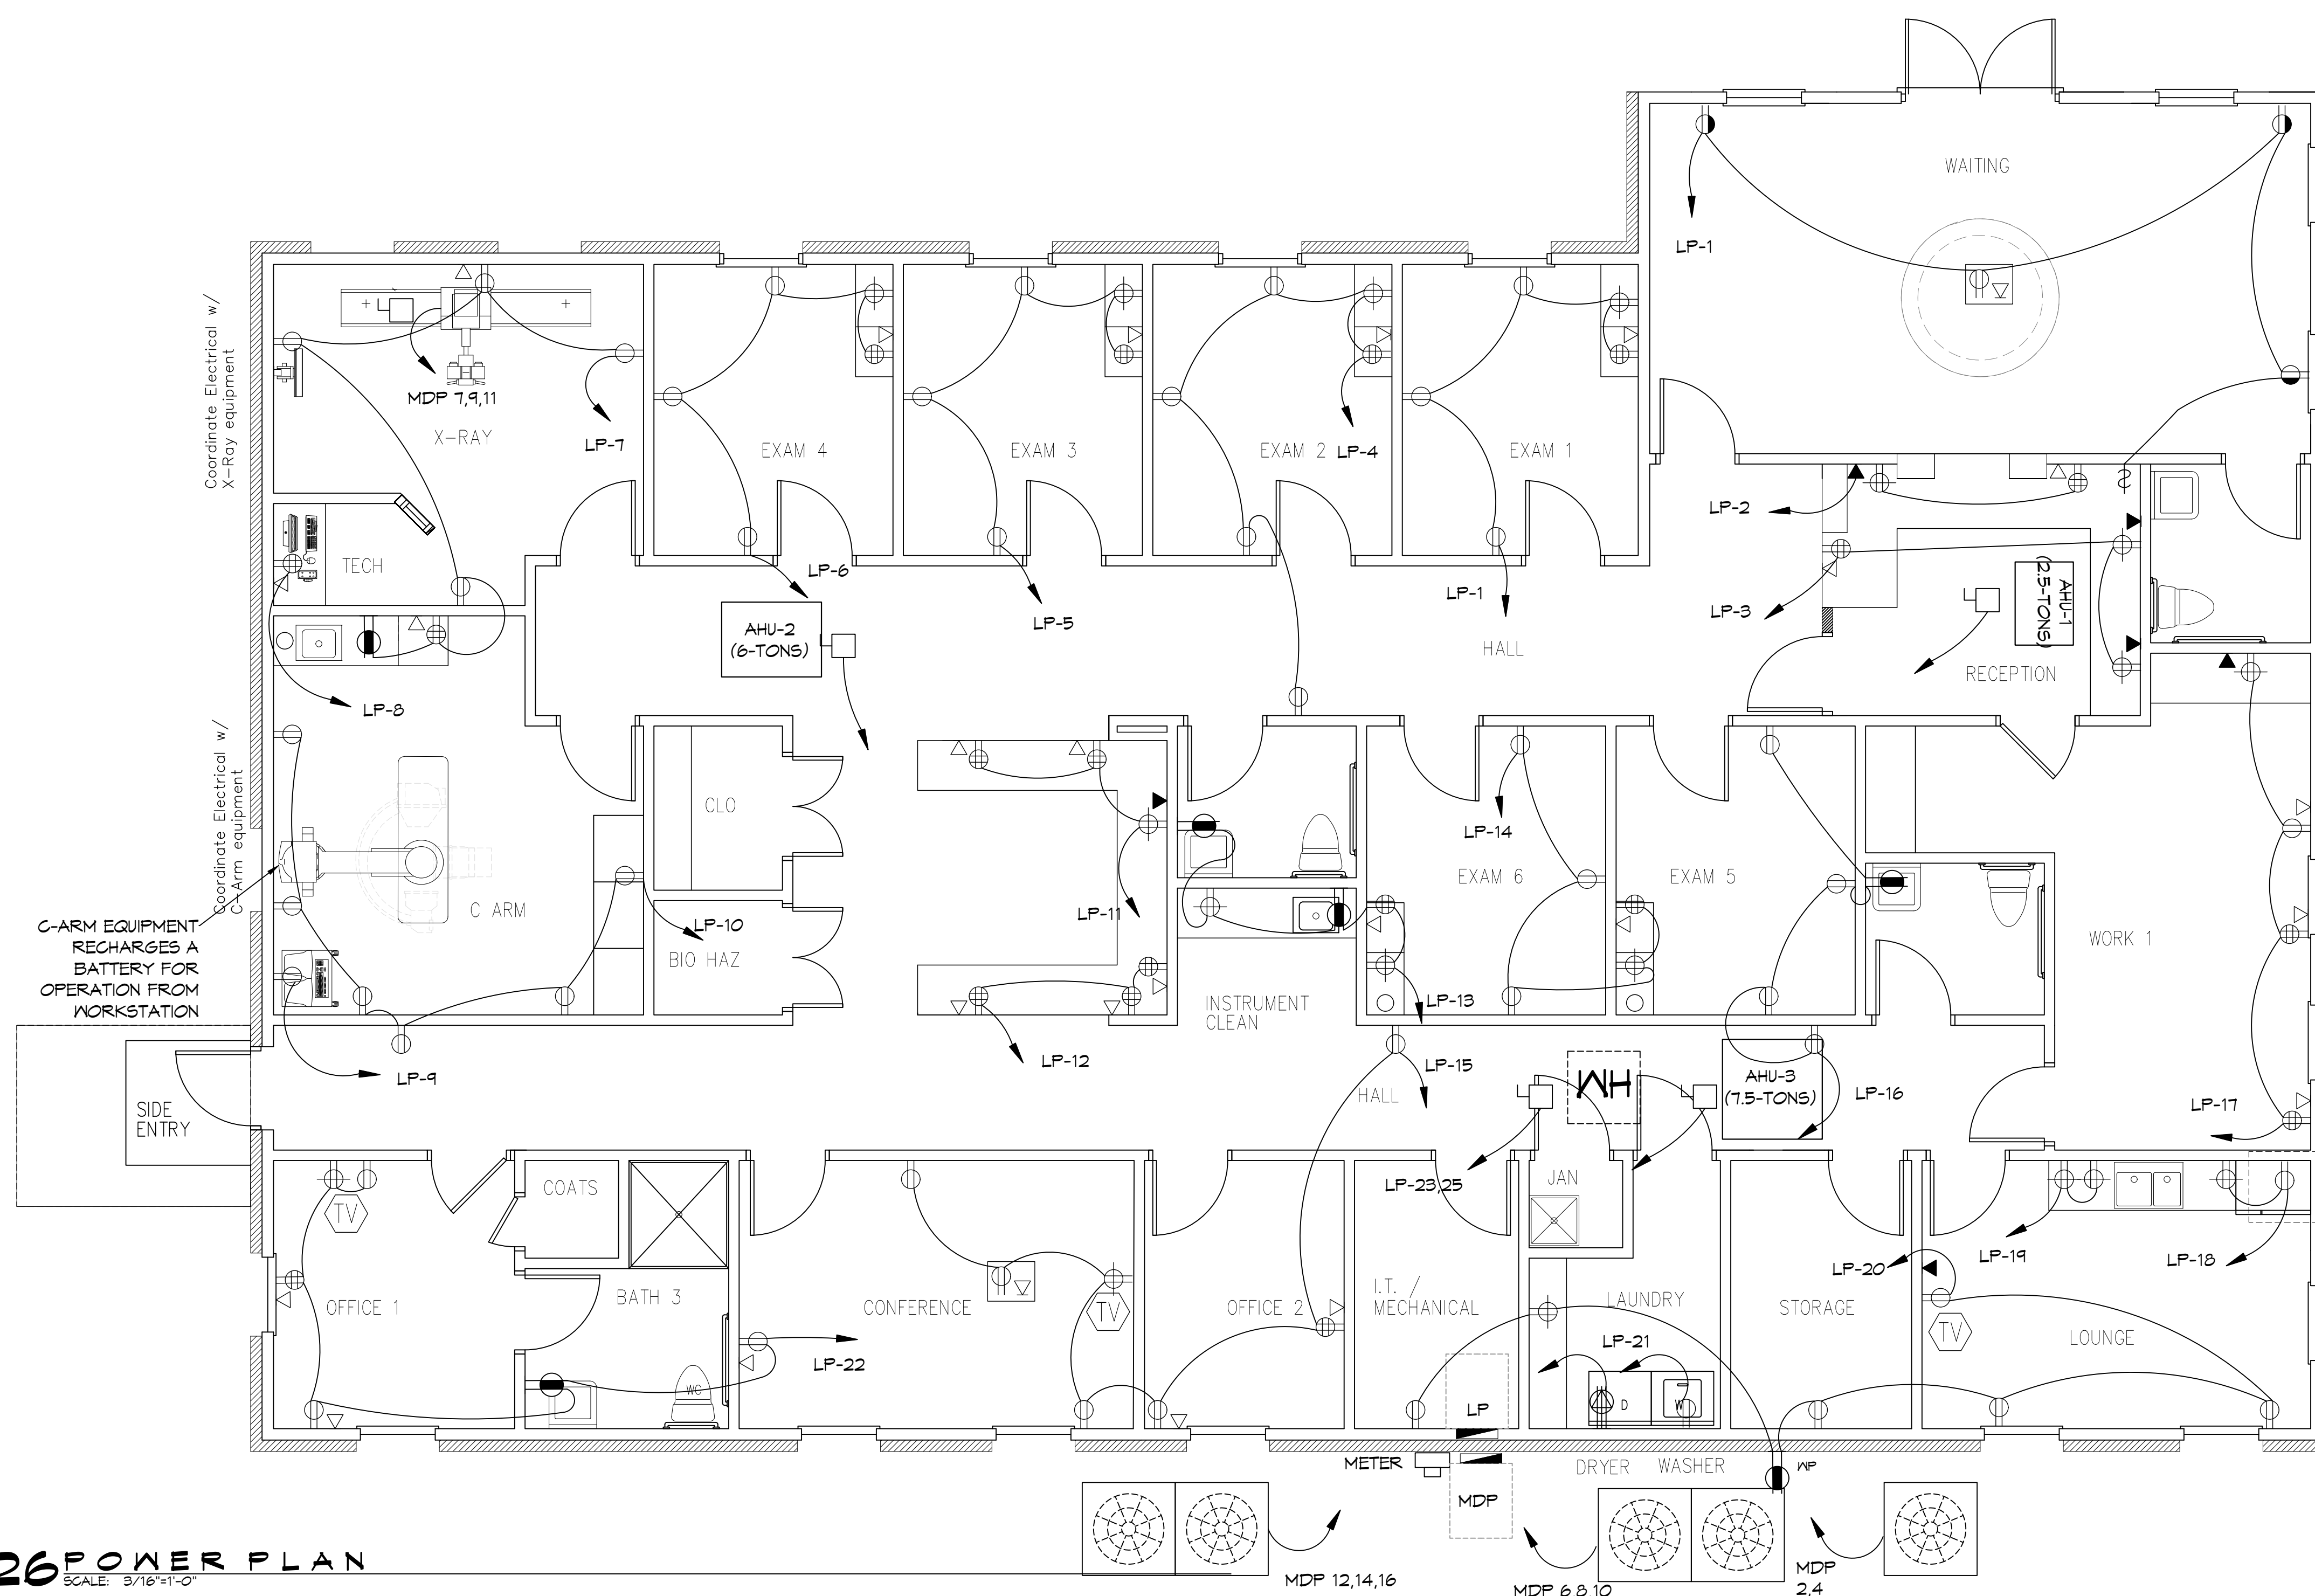 WAITING
LP-1
Coordinate Electrical w/
X-Ray equipment
MDP 7,9,11
X-RAY
LP-7
EXAM 4
EXAM 3
EXAM 2
LP-4
EXAM 1
LP-2
TECH
LP-6
LP-5
LP-1
LP-3
AHU-1
(2.5-TONS)
AHU-2
(6-TONS)
HALL
RECEPTION
LP-8
Coordinate Electrical w/
C-Arm equipment
CLO
LP-14
EXAM 6
EXAM 5
C ARM
LP-10
LP-11
C-ARM EQUIPMENT
RECHARGES A
BATTERY FOR
OPERATION FROM
WORKSTATION
BIO HAZ
WORK 1
INSTRUMENT
CLEAN
LP-13
LP-12
LP-9
LP-15
HALL
WH
AHU-3
(7.5-TONS)
LP-16
LP-17
SIDE
ENTRY
COATS
TV
LP-23,25
JAN
BATH 3
OFFICE 1
CONFERENCE
TV
OFFICE 2
I.T. /
MECHANICAL
LAUNDRY
STORAGE
LP-20
LP-19
LP-18
TV
LOUNGE
LP-22
LP-21
WC
LP
D
W
METER
DRYER
WASHER
WP
MDP
MDP 12,14,16
MDP 6,8,10
MDP
2,4
26 POWER PLAN
SCALE: 3/16"=1'-0"